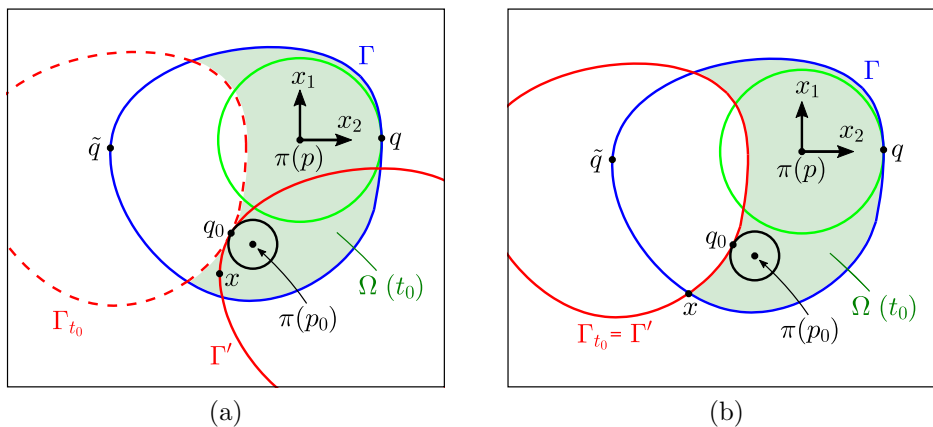 Γ
x₁
x₂
q̃
π(p)
q
q₀
x
Ω (t₀)
π(p₀)
Γₜ₀
Γ′
(a)
Γ
x₁
x₂
q̃
π(p)
q
q₀
x
Ω (t₀)
π(p₀)
Γₜ₀= Γ′
(b)